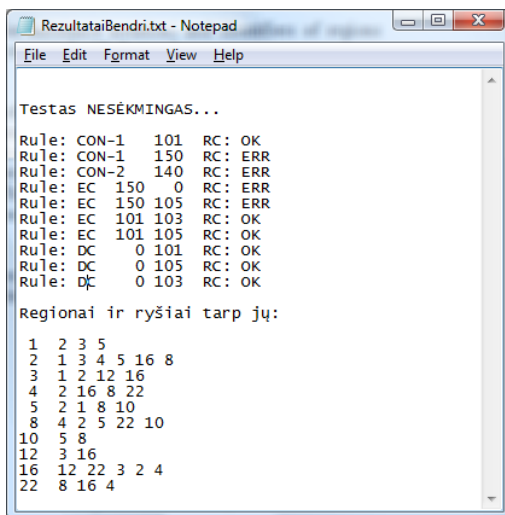 RezultataiBendri.txt - Notepad
File Edit Format View Help
Testas NESĖKMINGAS...
Rule: CON-1 101 RC: OK
Rule: CON-1 150 RC: ERR
Rule: CON-2 140 RC: ERR
Rule: EC 150 0 RC: ERR
Rule: EC 150 105 RC: ERR
Rule: EC 101 103 RC: OK
Rule: EC 101 105 RC: OK
Rule: DC 0 101 RC: OK
Rule: DC 0 105 RC: OK
Rule: DC 0 103 RC: OK
Regionai ir ryšiai tarp jų:
1 2 3 5
2 1 3 4 5 16 8
3 1 2 12 16
4 2 16 8 22
5 2 1 8 10
8 4 2 5 22 10
10 5 8
12 3 16
16 12 22 3 2 4
22 8 16 4